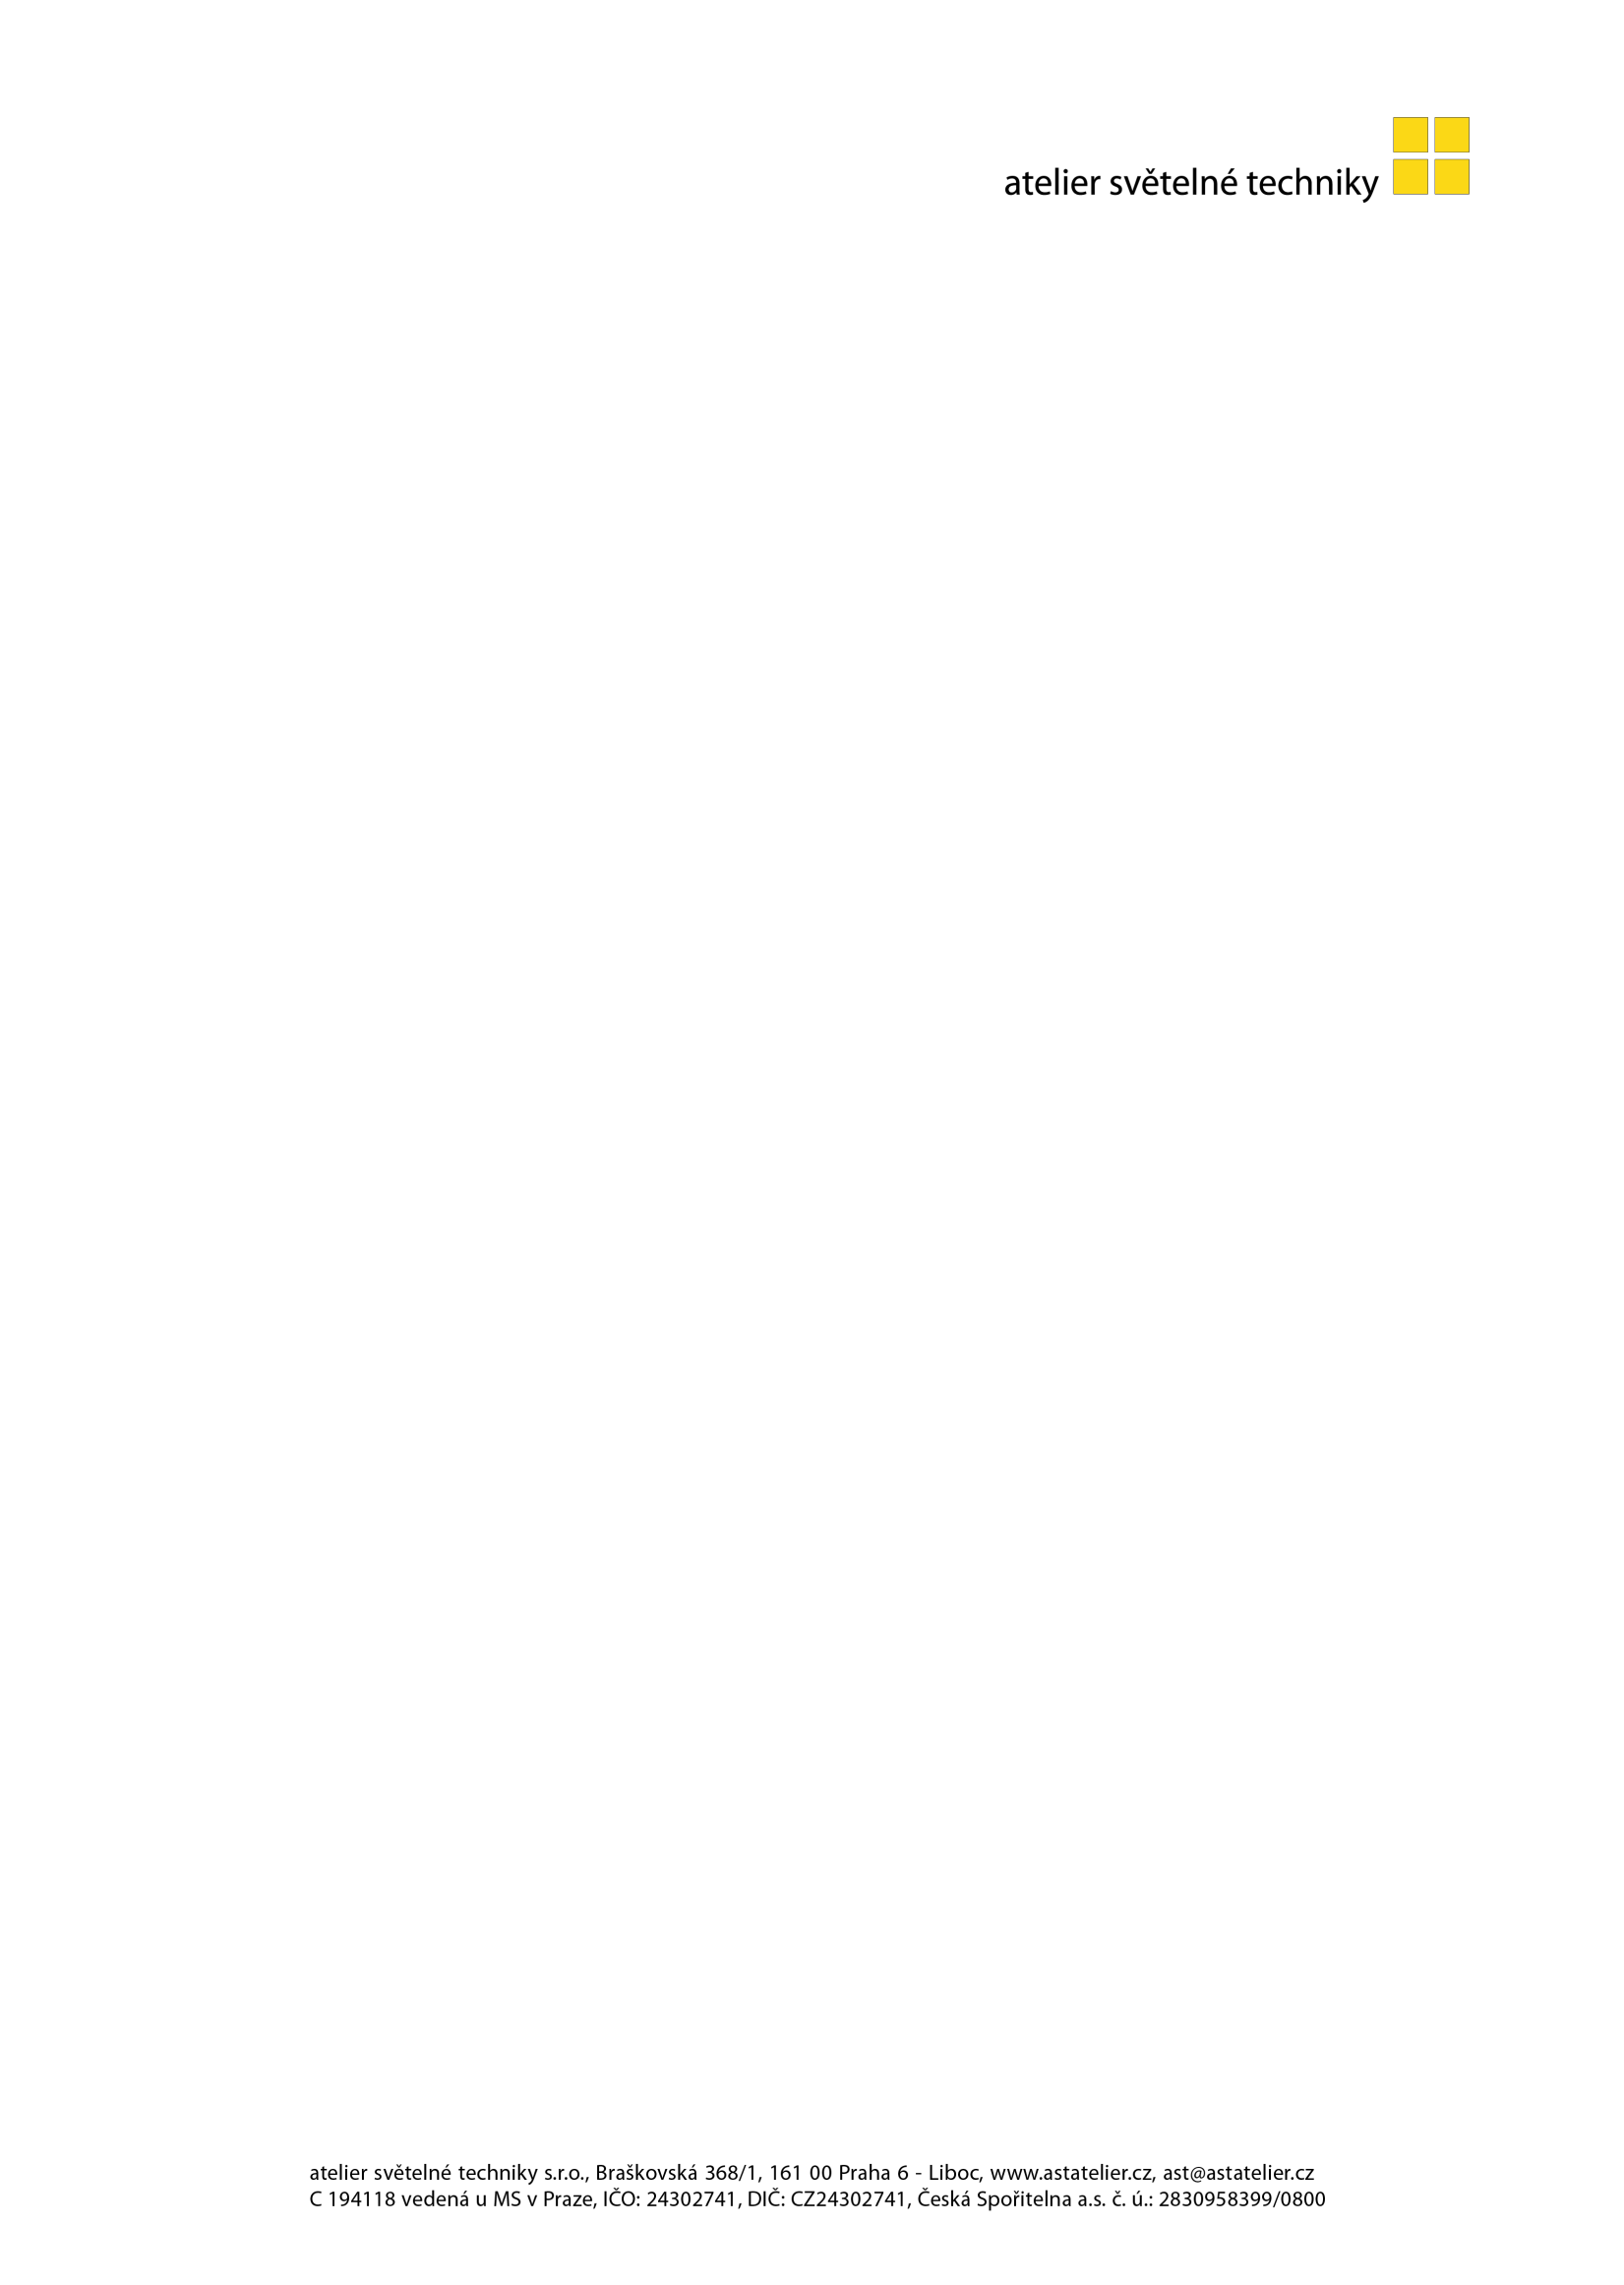 atelier světelné techniky
atelier světelné techniky s.r.o., Braškovská 368/1, 161 00 Praha 6 - Liboc, www.astatelier.cz, ast@astatelier.cz
C 194118 vedená u MS v Praze, IČO: 24302741, DIČ: CZ24302741, Česká Spořitelna a.s. č. ú.: 2830958399/0800